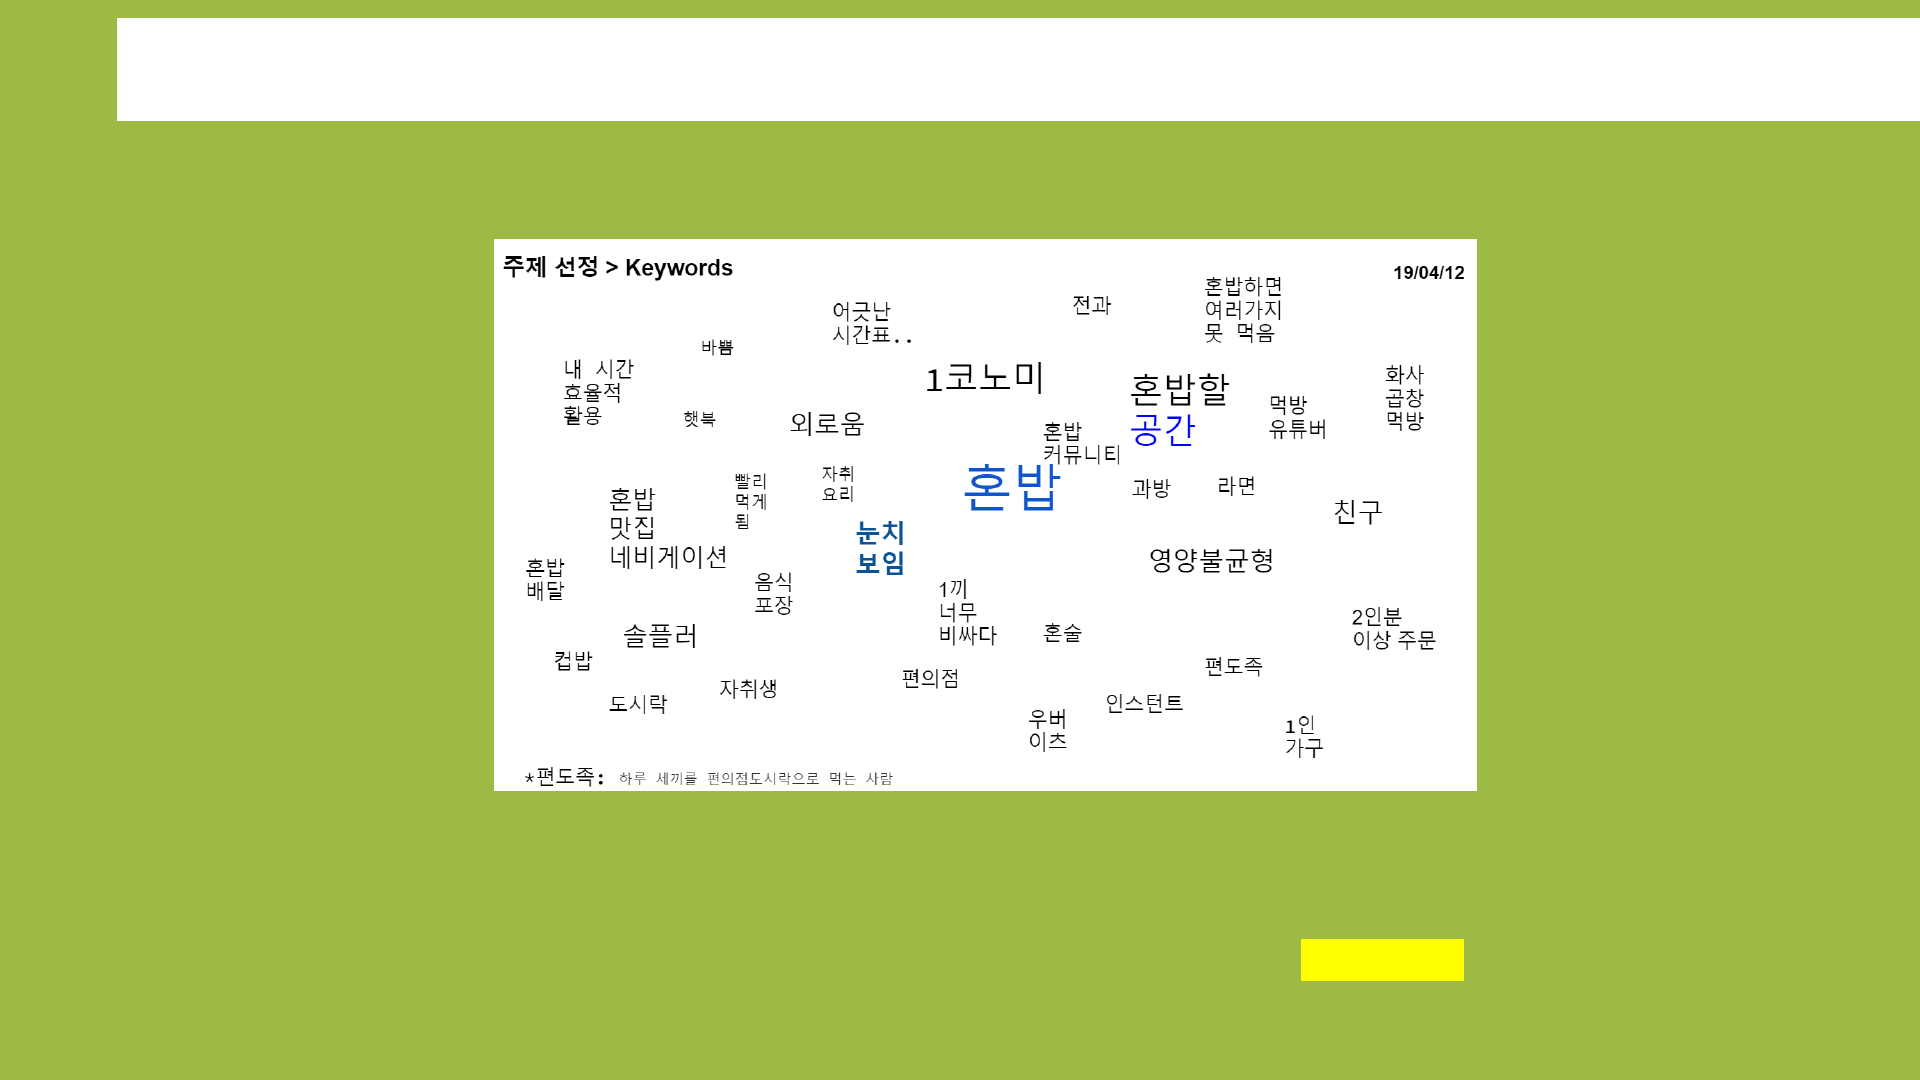 주제 선정 > Keywords
19/04/12
혼밥하면
여러가지
못 먹음
전과
어긋난
시간표..
바쁨
내 시간
효율적
활용
1코노미
혼밥할
공간
화사
곱창
먹방
먹방
유튜버
햇북
외로움
혼밥
커뮤니티
혼밥
자취
요리
빨리
먹게
됨
혼밥
맛집
네비게이션
과방
라면
친구
눈치
보임
영양불균형
혼밥
배달
음식
포장
1끼
너무
비싸다
2인분
이상 주문
솔플러
혼술
컵밥
편도족
편의점
자취생
도시락
인스턴트
우버
이츠
1인
가구
*편도족: 하루 세끼를 편의점도시락으로 먹는 사람